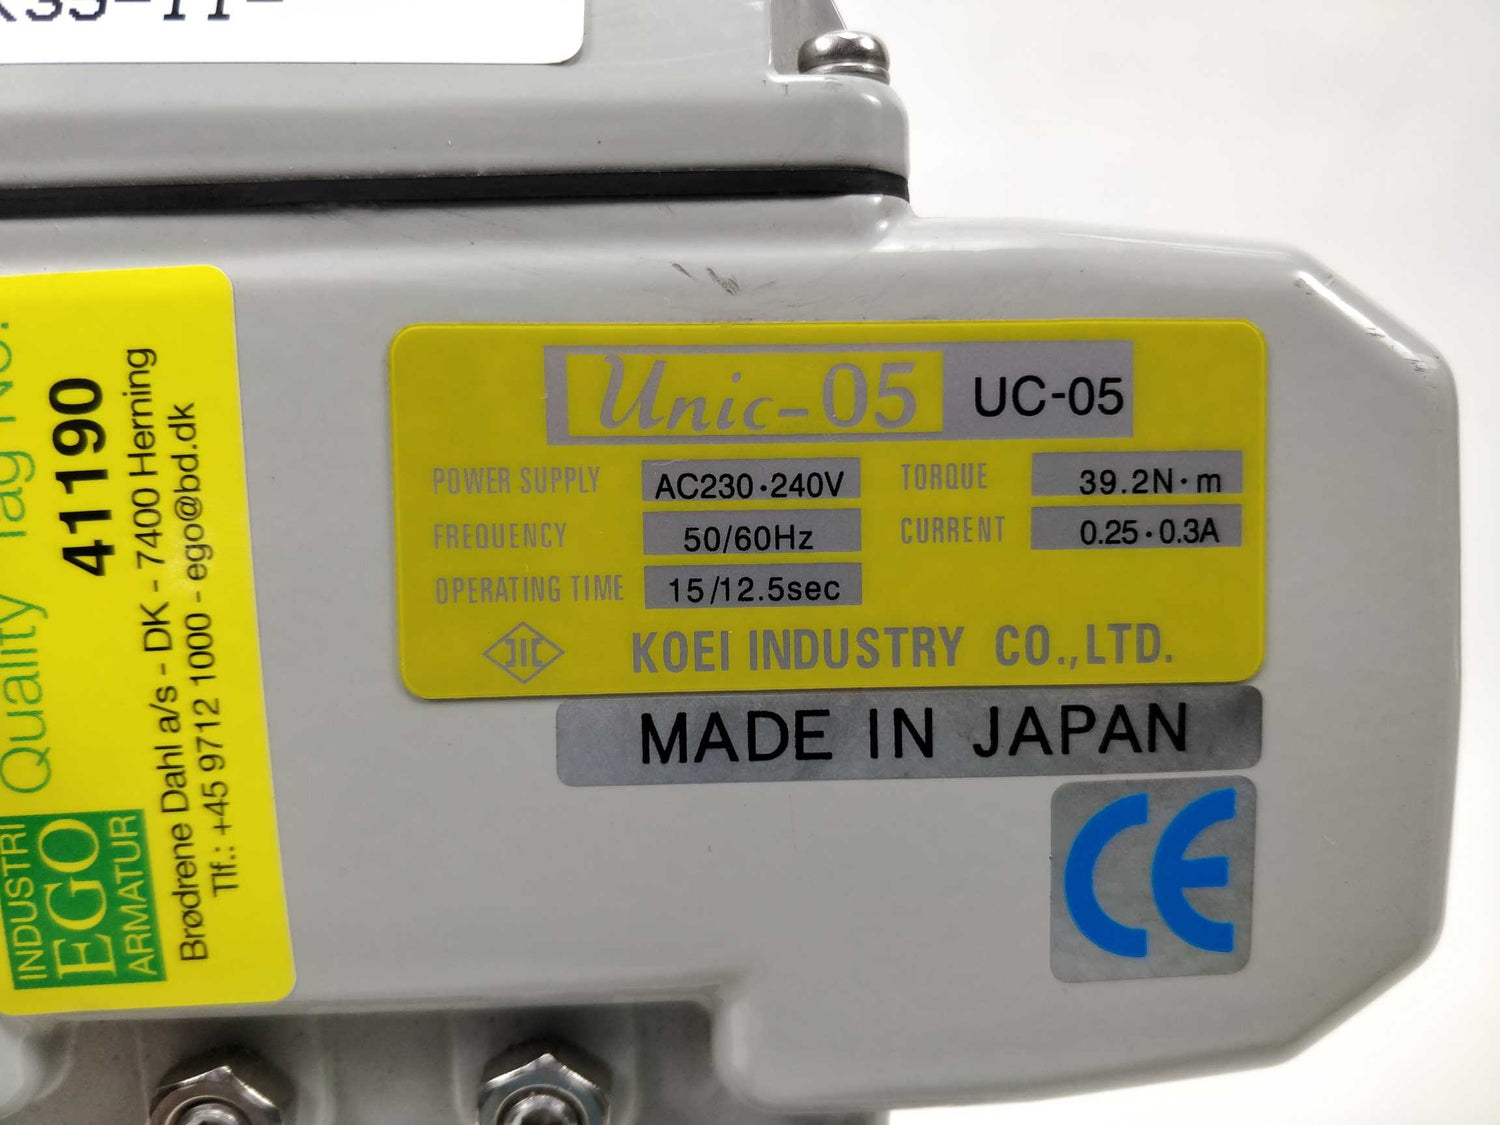 Unic-05 UC-05
POWER SUPPLY AC230·240V TORQUE 39.2N·m
FREQUENCY 50/60Hz CURRENT 0.25·0.3A
OPERATING TIME 15/12.5sec
KOEI INDUSTRY CO.,LTD.
MADE IN JAPAN
CE
Quality Tag No.
41190
INDUSTRI
EGO
ARMATUR
Brødrene Dahl a/s - DK - 7400 Herning
Tlf.: +45 9712 1000 - ego@bd.dk